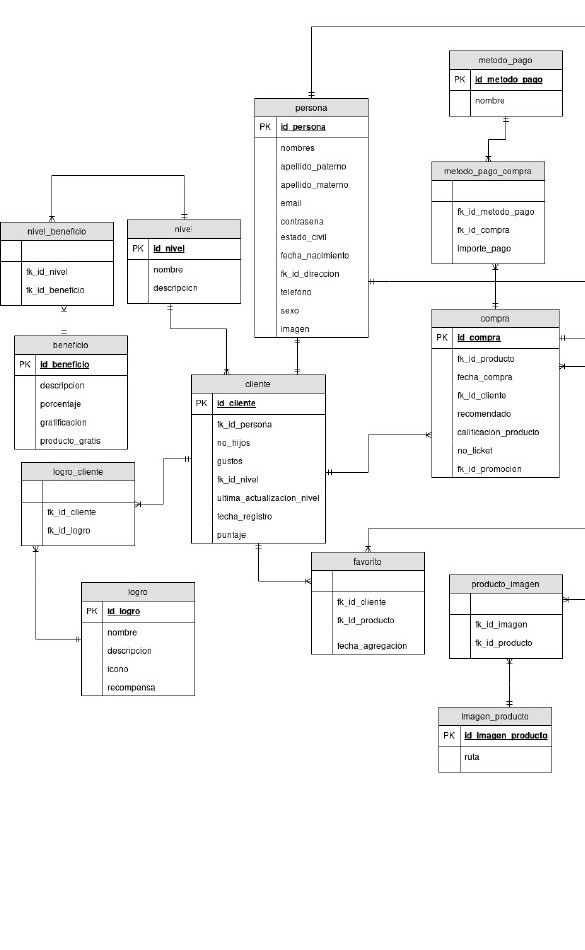 metodo_pago
PK id_metodo_pago
nombre
persona
PK id_persona
nombres
apellido_paterno
apellido_materno
email
contrasena
estado_civil
fecha_nacimiento
fk_id_direccion
telefono
sexo
imagen
metodo_pago_compra
fk_id_metodo_pago
fk_id_compra
importe_pago
nivel_beneficio
fk_id_nivel
fk_id_beneficio
nivel
PK id_nivel
nombre
descripcion
compra
PK id_compra
fk_id_producto
fecha_compra
fk_id_cliente
recomendado
calificacion_producto
no_ticket
fk_id_promocion
beneficio
PK id_beneficio
descripcion
porcentaje
gratificacion
producto_gratis
cliente
PK id_cliente
fk_id_persona
no_hijos
gustos
fk_id_nivel
ultima_actualizacion_nivel
fecha_registro
puntaje
logro_cliente
fk_id_cliente
fk_id_logro
favorito
fk_id_cliente
fk_id_producto
fecha_agregación
producto_imagen
fk_id_imagen
fk_id_producto
logro
PK id_logro
nombre
descripcion
icono
recompensa
Imagen_producto
PK id_imagen_producto
ruta